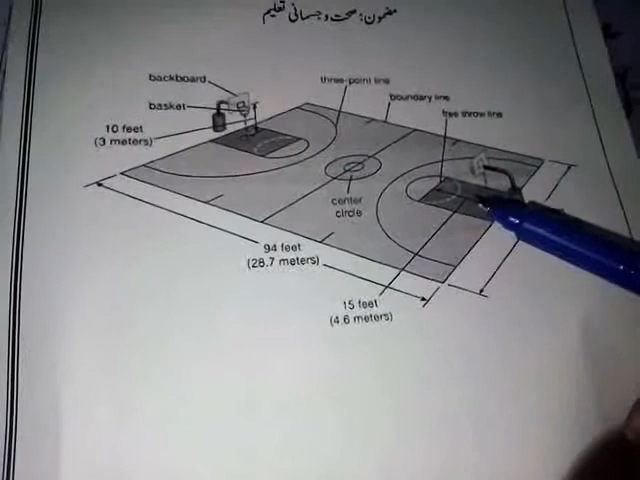 مضمون: صحت و جسمانی تعلیم
backboard
three-point line
boundary line
basket
free throw line
10 feet
(3 meters)
center
circle
94 feet
(28.7 meters)
15 feet
(4.6 meters)